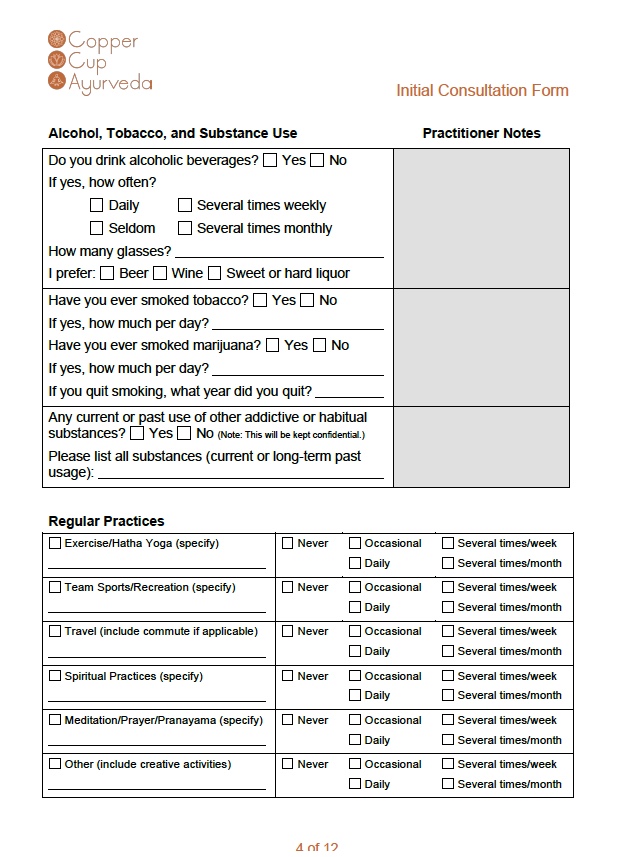 Copper
Cup
Ayurveda
Initial Consultation Form
Alcohol, Tobacco, and Substance Use
Practitioner Notes
Do you drink alcoholic beverages? Yes No
If yes, how often?
Daily Several times weekly
Seldom Several times monthly
How many glasses?
I prefer: Beer Wine Sweet or hard liquor
Have you ever smoked tobacco? Yes No
If yes, how much per day?
Have you ever smoked marijuana? Yes No
If yes, how much per day?
If you quit smoking, what year did you quit?
Any current or past use of other addictive or habitual
substances? Yes No (Note: This will be kept confidential.)
Please list all substances (current or long-term past
usage):
Regular Practices
Exercise/Hatha Yoga (specify) Never Occasional Several times/week
Daily Several times/month
Team Sports/Recreation (specify) Never Occasional Several times/week
Daily Several times/month
Travel (include commute if applicable) Never Occasional Several times/week
Daily Several times/month
Spiritual Practices (specify) Never Occasional Several times/week
Daily Several times/month
Meditation/Prayer/Pranayama (specify) Never Occasional Several times/week
Daily Several times/month
Other (include creative activities) Never Occasional Several times/week
Daily Several times/month
4 of 12